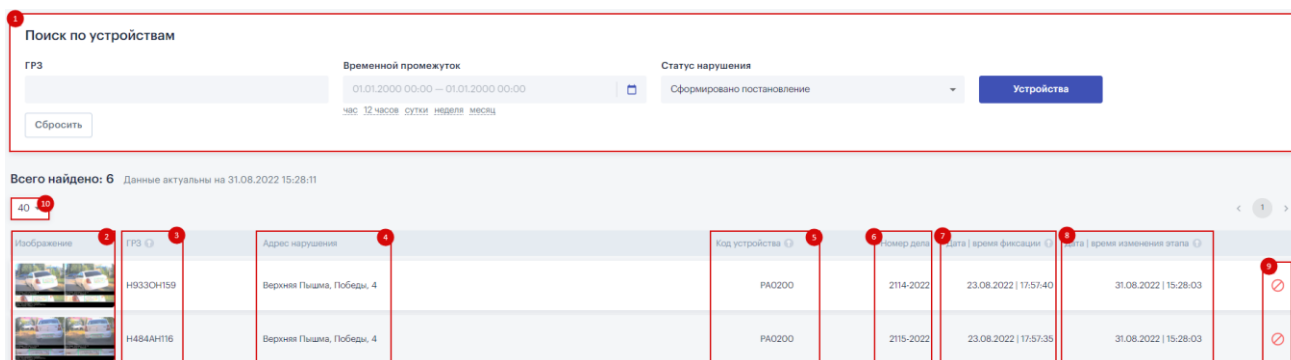 1
Поиск по устройствам
ГРЗ Временной промежуток Статус нарушения
01.01.2000 00:00 — 01.01.2000 00:00 Сформировано постановление Устройства
час 12 часов сутки неделя месяц
Сбросить
Всего найдено: 6 Данные актуальны на 31.08.2022 15:28:11
40 10 1
Изображение 2 ГРЗ 3 Адрес нарушения 4 Код устройства 5 6 Номер дела 7 Дата | время фиксации 8 Дата | время изменения этапа
9
Н933ОН159 Верхняя Пышма, Победы, 4 РА0200 2114-2022 23.08.2022 | 17:57:40 31.08.2022 | 15:28:03
Н484АН116 Верхняя Пышма, Победы, 4 РА0200 2115-2022 23.08.2022 | 17:57:35 31.08.2022 | 15:28:03